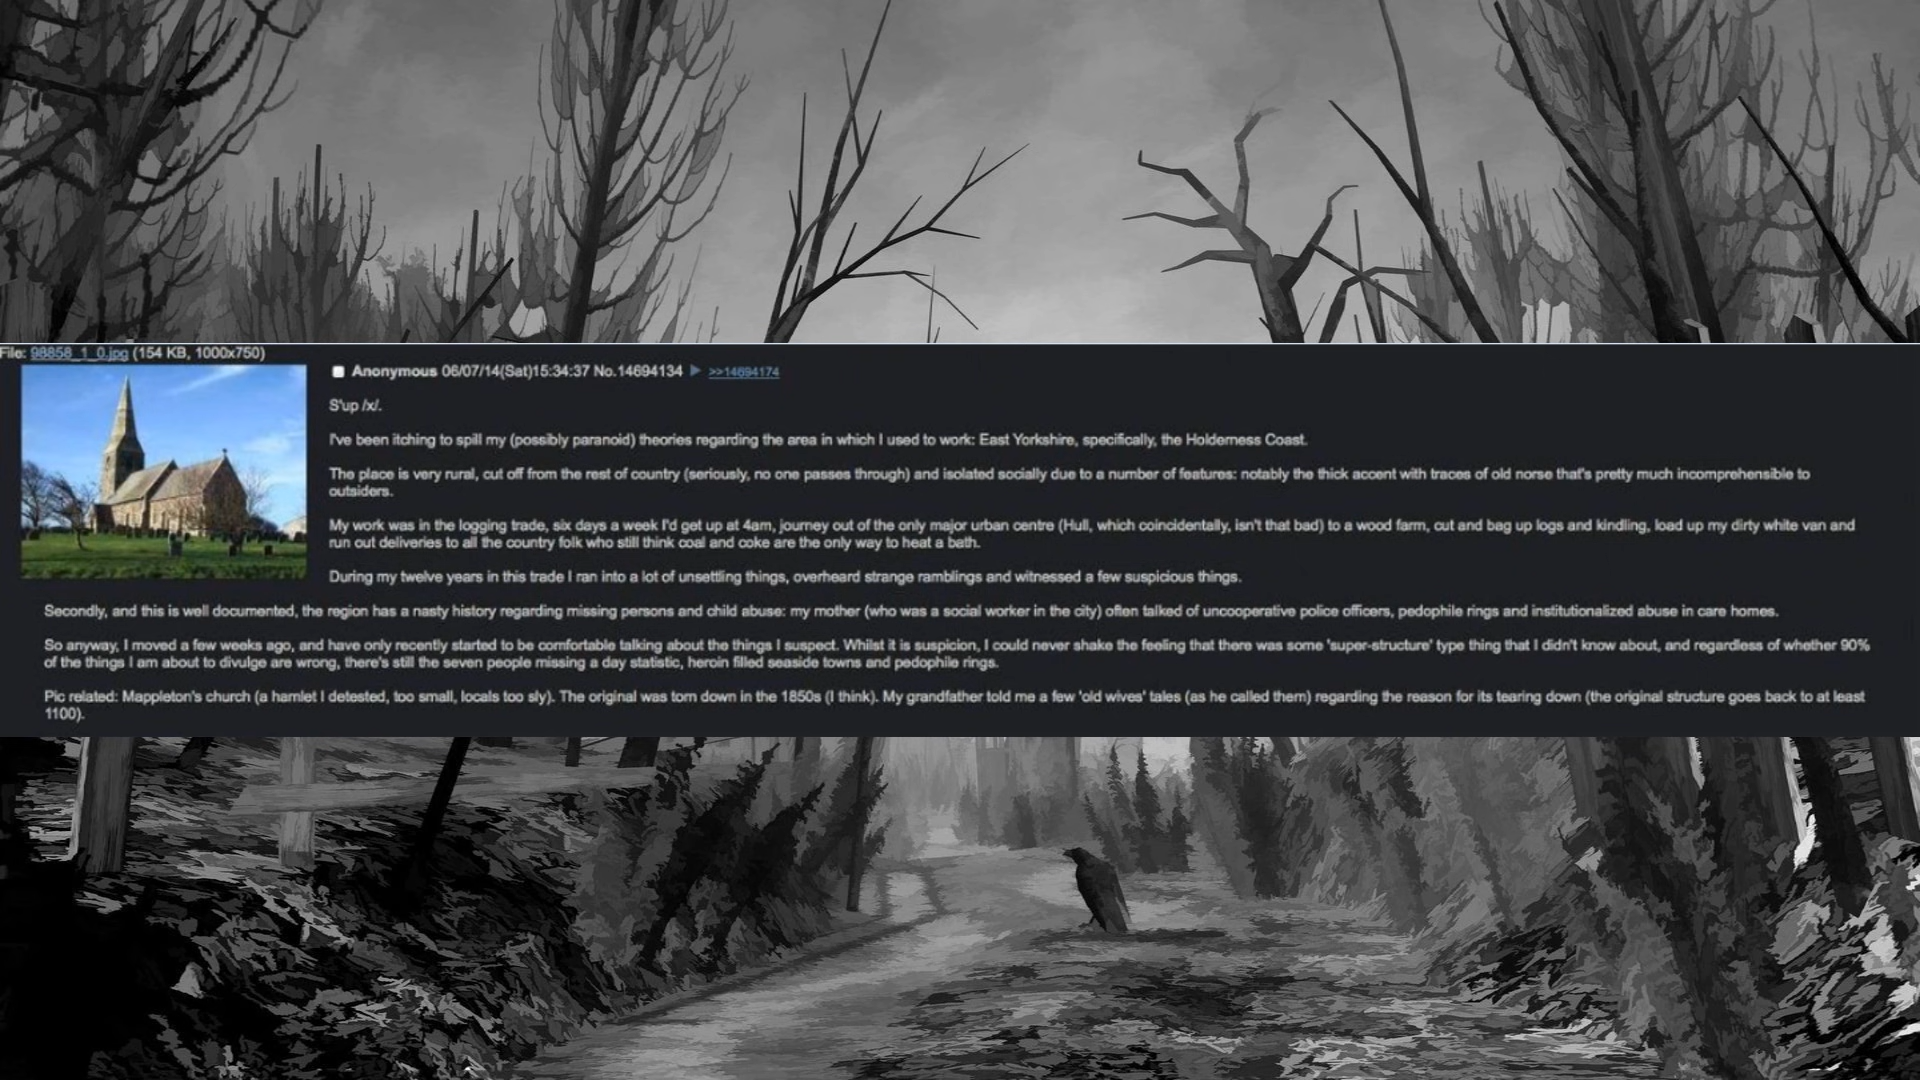 File: 98858_1_0.jpg (154 KB, 1000x750)
Anonymous 06/07/14(Sat)15:34:37 No.14694134 ▶ >>14694174
S'up /x/.
I've been itching to spill my (possibly paranoid) theories regarding the area in which I used to work: East Yorkshire, specifically, the Holderness Coast.
The place is very rural, cut off from the rest of country (seriously, no one passes through) and isolated socially due to a number of features: notably the thick accent with traces of old norse that's pretty much incomprehensible to
outsiders.
My work was in the logging trade, six days a week I'd get up at 4am, journey out of the only major urban centre (Hull, which coincidentally, isn't that bad) to a wood farm, cut and bag up logs and kindling, load up my dirty white van and
run out deliveries to all the country folk who still think coal and coke are the only way to heat a bath.
During my twelve years in this trade I ran into a lot of unsettling things, overheard strange ramblings and witnessed a few suspicious things.
Secondly, and this is well documented, the region has a nasty history regarding missing persons and child abuse: my mother (who was a social worker in the city) often talked of uncooperative police officers, pedophile rings and institutionalized abuse in care homes.
So anyway, I moved a few weeks ago, and have only recently started to be comfortable talking about the things I suspect. Whilst it is suspicion, I could never shake the feeling that there was some 'super-structure' type thing that I didn't know about, and regardless of whether 90%
of the things I am about to divulge are wrong, there's still the seven people missing a day statistic, heroin filled seaside towns and pedophile rings.
Pic related: Mappleton's church (a hamlet I detested, too small, locals too sly). The original was torn down in the 1850s (I think). My grandfather told me a few 'old wives' tales (as he called them) regarding the reason for its tearing down (the original structure goes back to at least
1100).